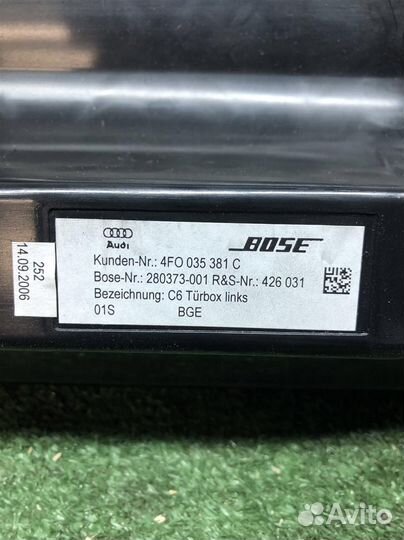 Audi
BOSE
Kunden-Nr.: 4FO 035 381 C
Bose-Nr.: 280373-001 R&S-Nr.: 426 031
Bezeichnung: C6 Türbox links
01S BGE
252
14.09.2006
Avito